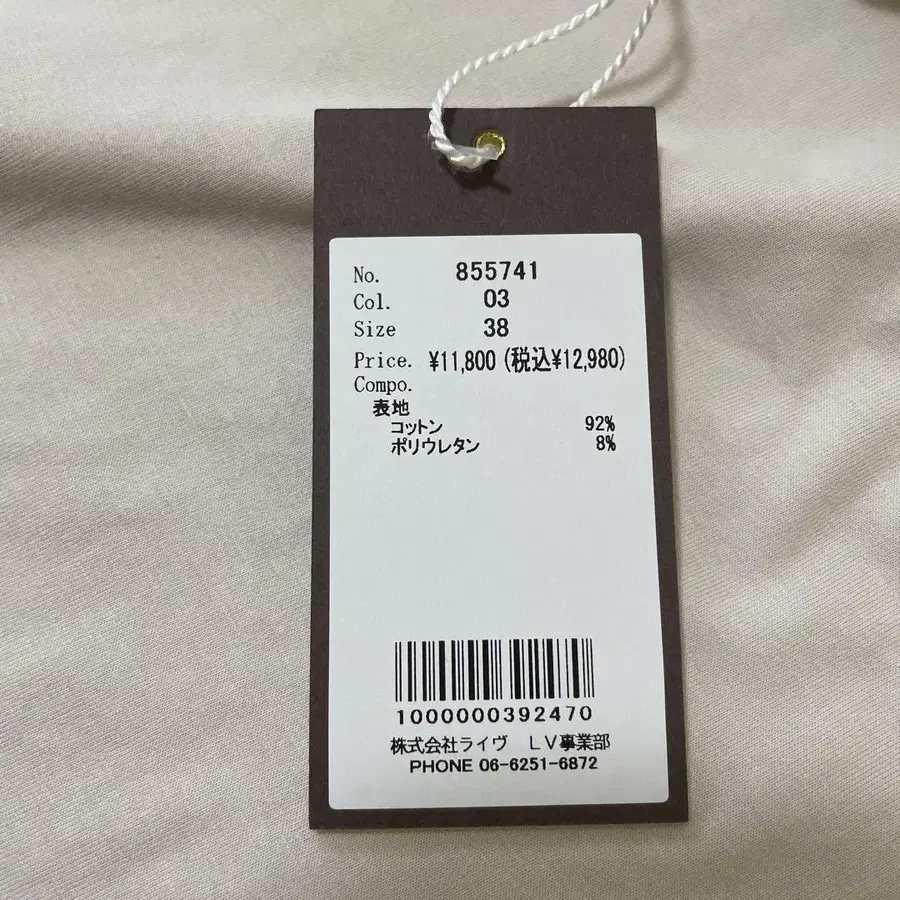 No. 855741
Col. 03
Size 38
Price. ¥11,800 (税込¥12,980)
Compo.
表地
コットン 92%
ポリウレタン 8%
1000000392470
株式会社ライヴ LV事業部
PHONE 06-6251-6872